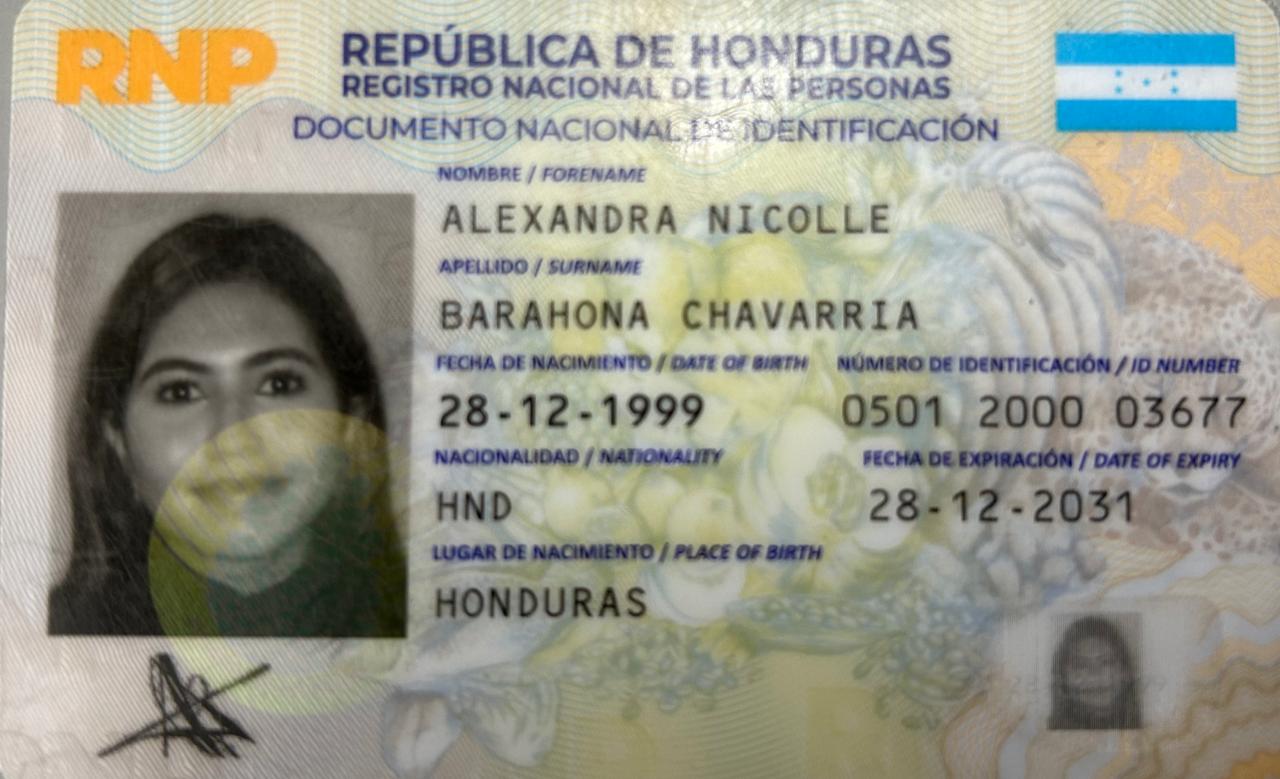 RNP
REPÚBLICA DE HONDURAS
REGISTRO NACIONAL DE LAS PERSONAS
DOCUMENTO NACIONAL DE IDENTIFICACIÓN
NOMBRE / FORENAME
ALEXANDRA NICOLLE
APELLIDO / SURNAME
BARAHONA CHAVARRIA
FECHA DE NACIMIENTO / DATE OF BIRTH NÚMERO DE IDENTIFICACIÓN / ID NUMBER
28-12-1999 0501 2000 03677
NACIONALIDAD / NATIONALITY FECHA DE EXPIRACIÓN / DATE OF EXPIRY
HND 28-12-2031
LUGAR DE NACIMIENTO / PLACE OF BIRTH
HONDURAS